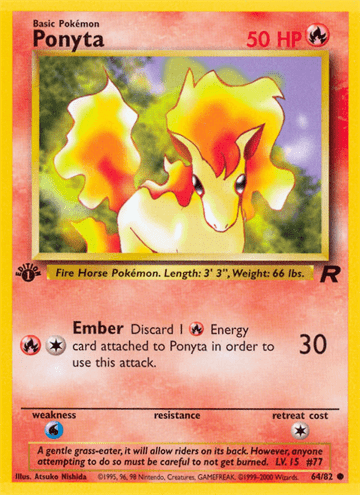 Basic Pokémon
Ponyta 50 HP
EDITION
1
Fire Horse Pokémon. Length: 3' 3", Weight: 66 lbs.
R
Ember Discard 1 Energy
card attached to Ponyta in order to
use this attack.
30
weakness resistance retreat cost
A gentle grass-eater, it will allow riders on its back. However, anyone
attempting to do so must be careful to not get burned. LV. 15 #77
Illus. Atsuko Nishida ©1995, 96, 98 Nintendo, Creatures, GAMEFREAK. ©1999-2000 Wizards. 64/82